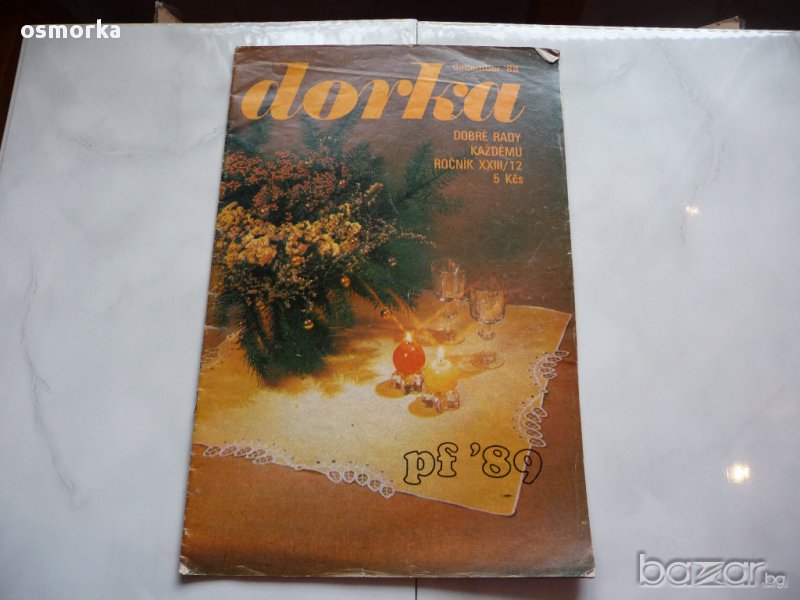 osmorka
december '88
dorka
DOBRÉ RADY
KAŽDÉMU
ROČNÍK XXIII/12
5 Kčs
pf '89
bazar.bg